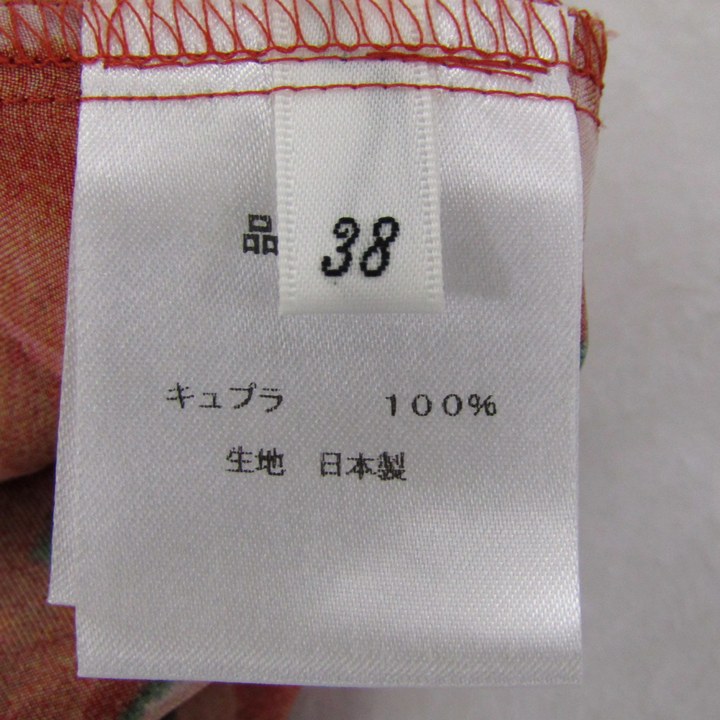 品 38
キュプラ 100%
生地 日本製